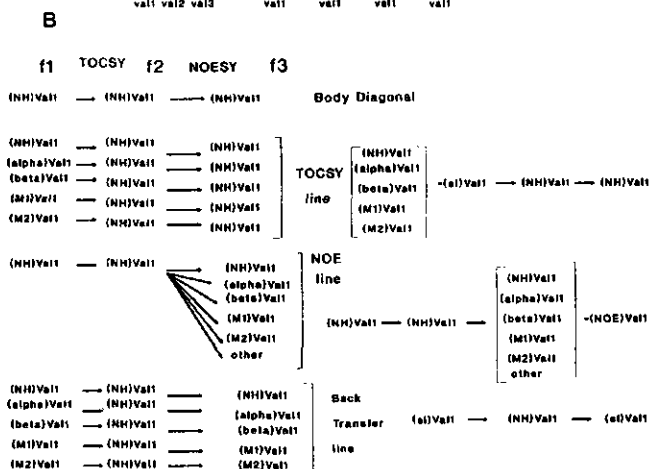 val1 val2 val3 val1 val1 val1 val1
B
f1 TOCSY f2 NOESY f3
(NH)Val1 → (NH)Val1 → (NH)Val1 Body Diagonal
(NH)Val1 → (NH)Val1 → (NH)Val1
(alpha)Val1 → (NH)Val1 → (NH)Val1
(beta)Val1 → (NH)Val1 → (NH)Val1
(M1)Val1 → (NH)Val1 → (NH)Val1
(M2)Val1 → (NH)Val1 → (NH)Val1
TOCSY
line
(NH)Val1
(alpha)Val1
(beta)Val1
(M1)Val1
(M2)Val1
-(al)Val1 → (NH)Val1 → (NH)Val1
(NH)Val1 — (NH)Val1
(NH)Val1
(alpha)Val1
(beta)Val1
(M1)Val1
(M2)Val1
other
NOE
line
(NH)Val1 → (NH)Val1 →
(NH)Val1
(alpha)Val1
(beta)Val1
(M1)Val1
(M2)Val1
other
-(NOE)Val1
(NH)Val1 → (NH)Val1 — (NH)Val1
(alpha)Val1 → (NH)Val1 — (alpha)Val1
(beta)Val1 → (NH)Val1 — (beta)Val1
(M1)Val1 → (NH)Val1 — (M1)Val1
(M2)Val1 → (NH)Val1 — (M2)Val1
Back
Transfer
line
(al)Val1 → (NH)Val1 → (al)Val1